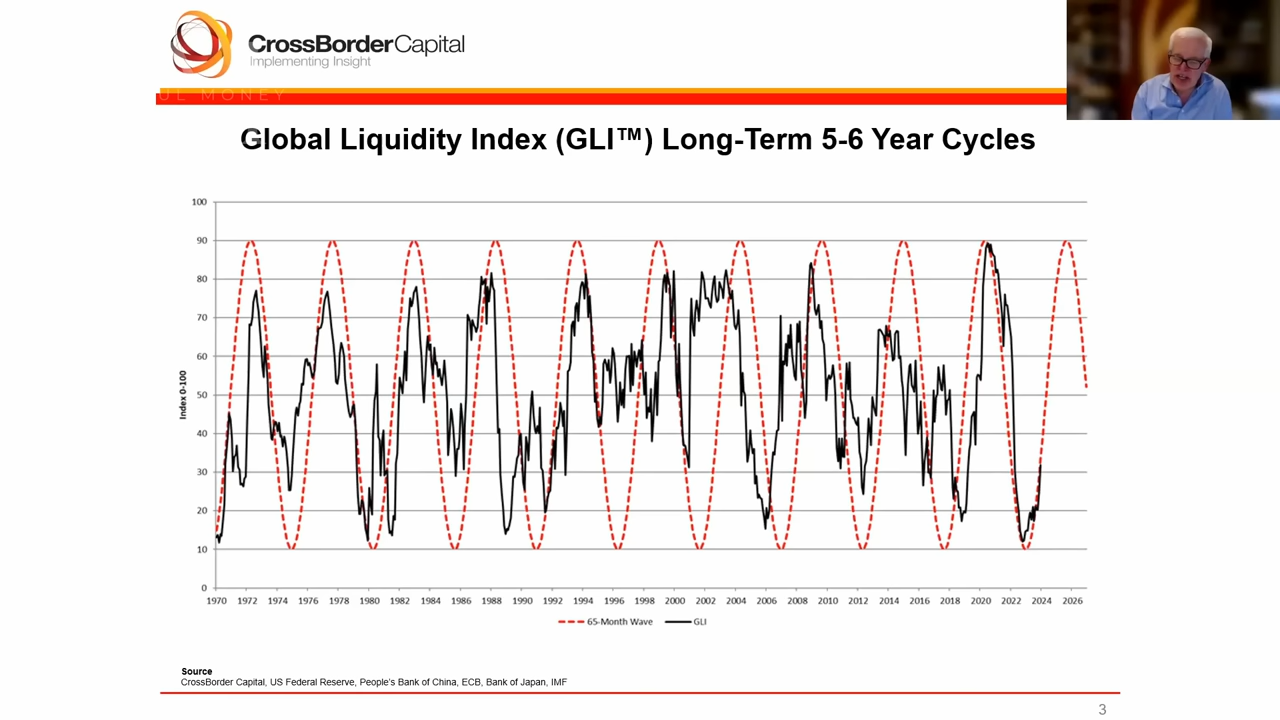 CrossBorderCapital
Implementing Insight
UL MONEY
Global Liquidity Index (GLI™) Long-Term 5-6 Year Cycles
100
90
80
70
60
50
40
30
20
10
0
Index 0-100
1970 1972 1974 1976 1978 1980 1982 1984 1986 1988 1990 1992 1994 1996 1998 2000 2002 2004 2006 2008 2010 2012 2014 2016 2018 2020 2022 2024 2026
65-Month Wave GLI
Source
CrossBorder Capital, US Federal Reserve, People's Bank of China, ECB, Bank of Japan, IMF
3